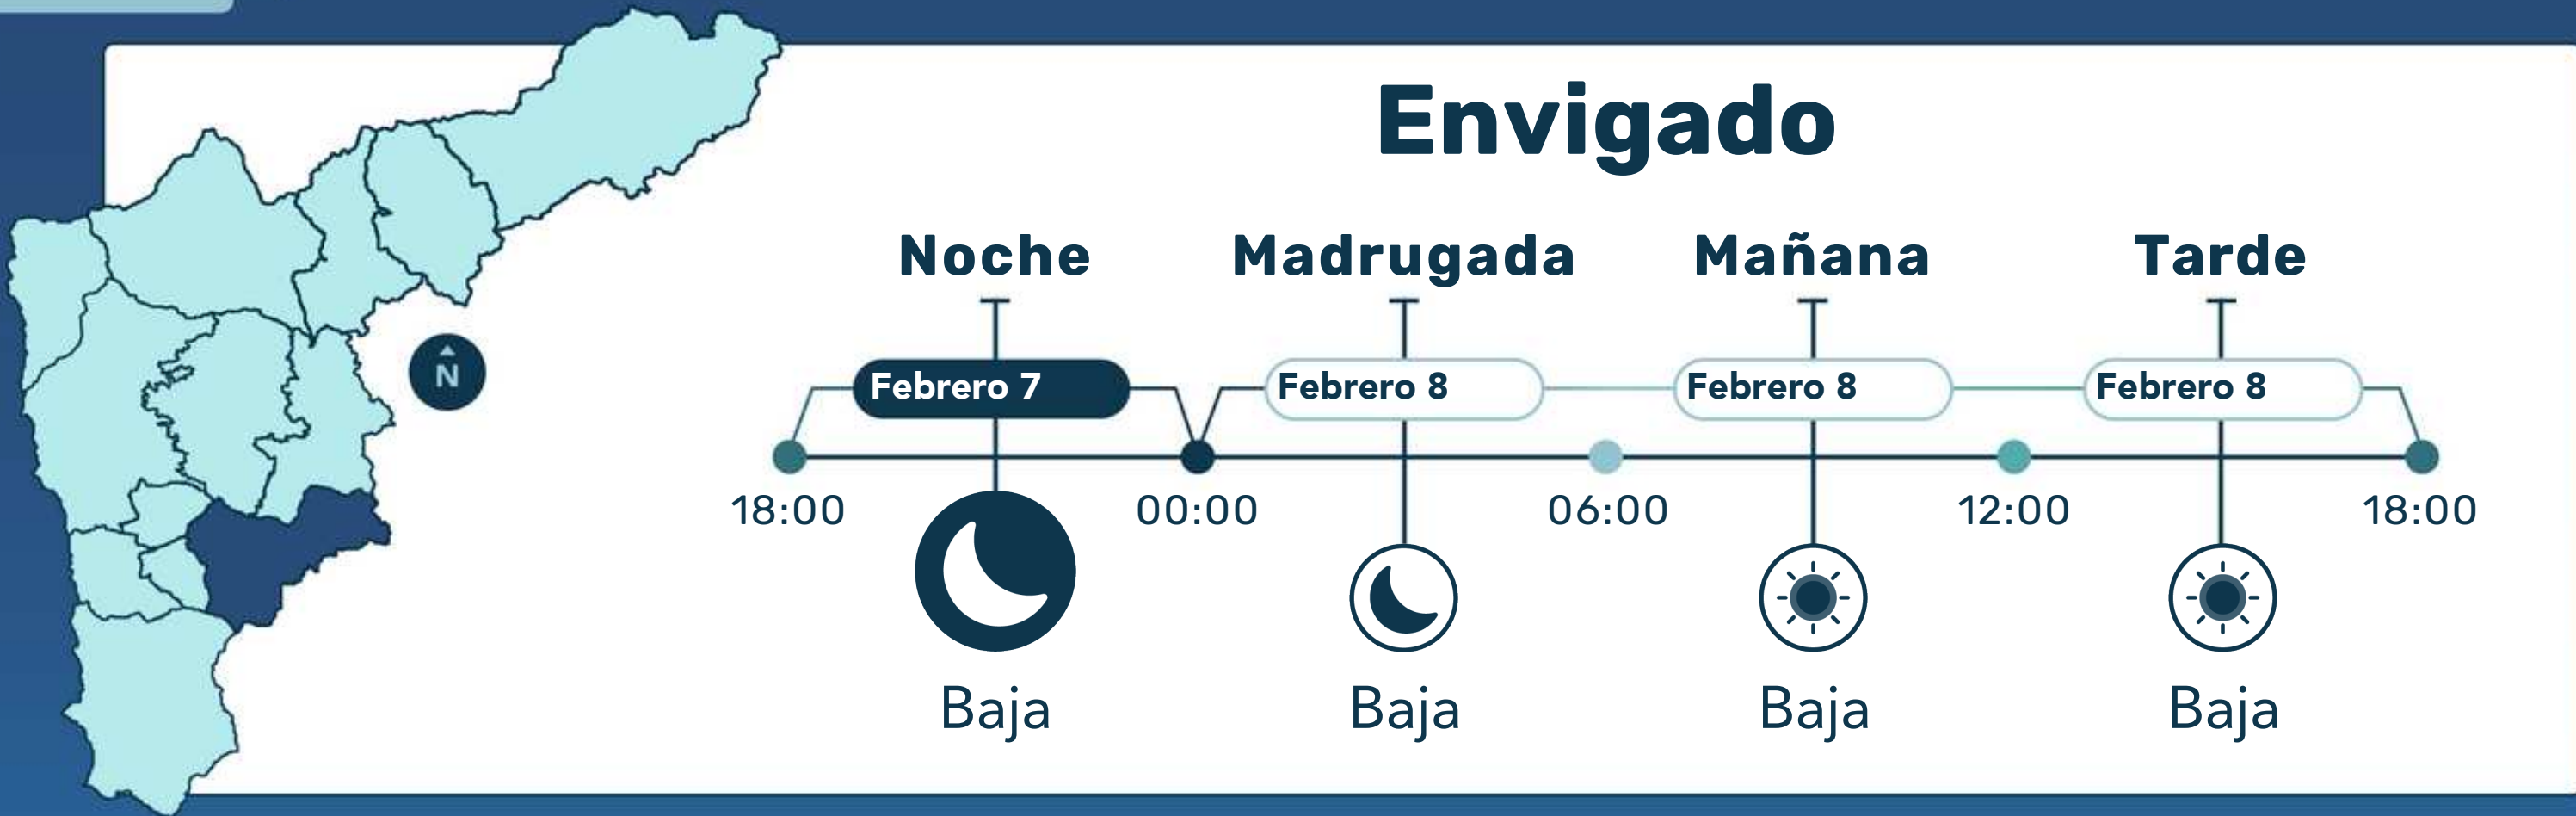 Envigado
Noche
Madrugada
Mañana
Tarde
Febrero 7
Febrero 8
Febrero 8
Febrero 8
N
18:00
00:00
06:00
12:00
18:00
Baja
Baja
Baja
Baja